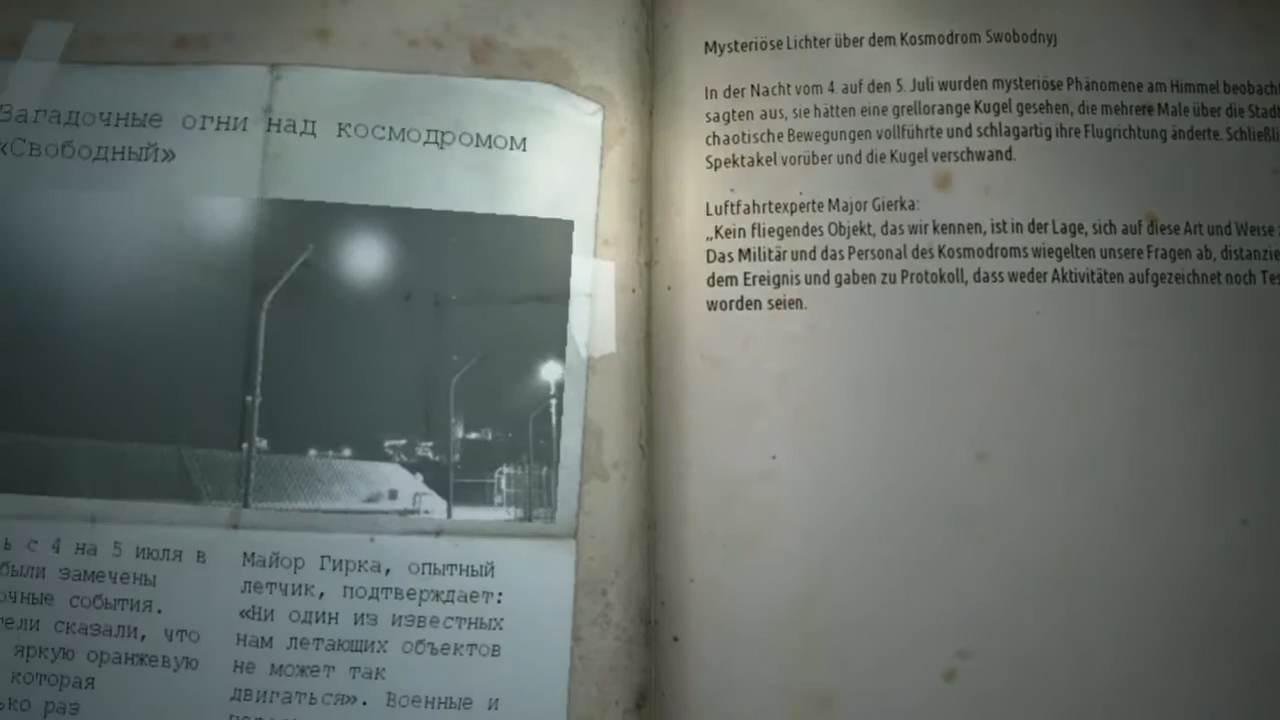 Загадочные огни над космодромом
«Свободный»
ь с 4 на 5 июля в
были замечены
очные события.
тели сказали, что
яркую оранжевую
которая
ько раз
Майор Гирка, опытный
летчик, подтверждает:
«Ни один из известных
нам летающих объектов
не может так
двигаться». Военные и
Mysteriöse Lichter über dem Kosmodrom Swobodnyj
In der Nacht vom 4. auf den 5. Juli wurden mysteriöse Phänomene am Himmel beobacht
sagten aus, sie hätten eine grellorange Kugel gesehen, die mehrere Male über die Stad
chaotische Bewegungen vollführte und schlagartig ihre Flugrichtung änderte. Schließli
Spektakel vorüber und die Kugel verschwand.
Luftfahrtexperte Major Gierka:
„Kein fliegendes Objekt, das wir kennen, ist in der Lage, sich auf diese Art und Weise
Das Militär und das Personal des Kosmodroms wiegelten unsere Fragen ab, distanzie
dem Ereignis und gaben zu Protokoll, dass weder Aktivitäten aufgezeichnet noch Tes
worden seien.